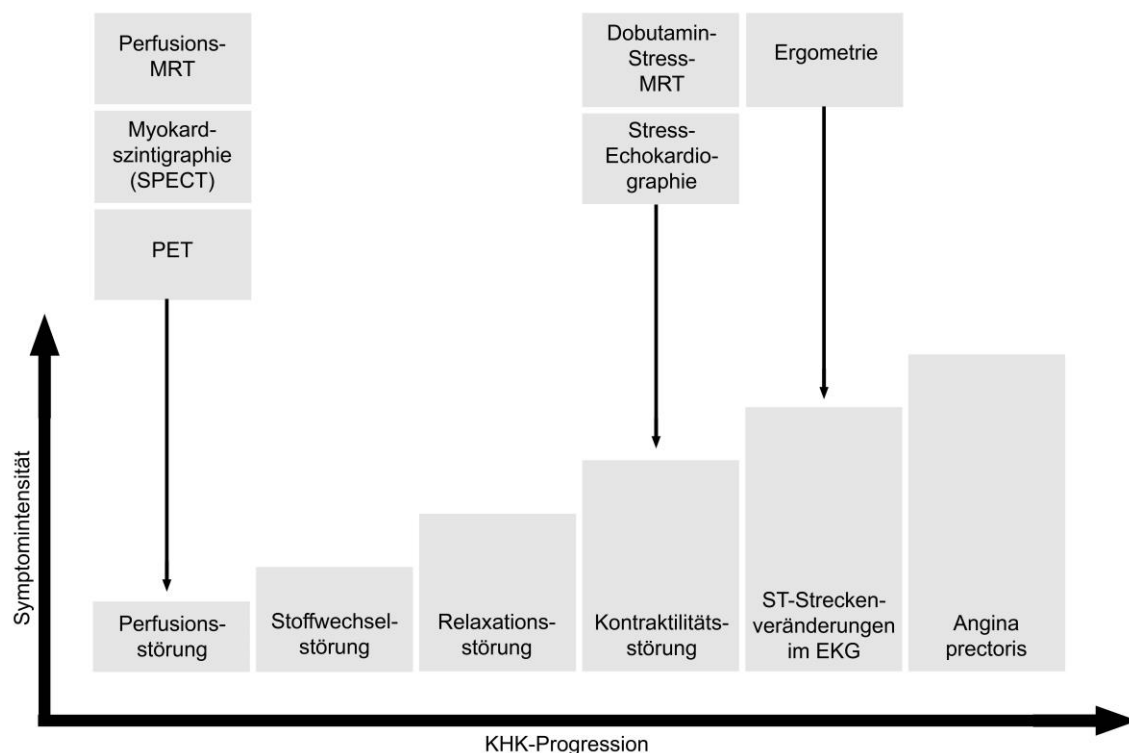 Perfusions-
MRT
Myokard-
szintigraphie
(SPECT)
PET
Dobutamin-
Stress-
MRT
Stress-
Echokardio-
graphie
Ergometrie
Symptomintensität
Perfusions-
störung
Stoffwechsel-
störung
Relaxations-
störung
Kontraktilitäts-
störung
ST-Strecken-
veränderungen
im EKG
Angina
prectoris
KHK-Progression